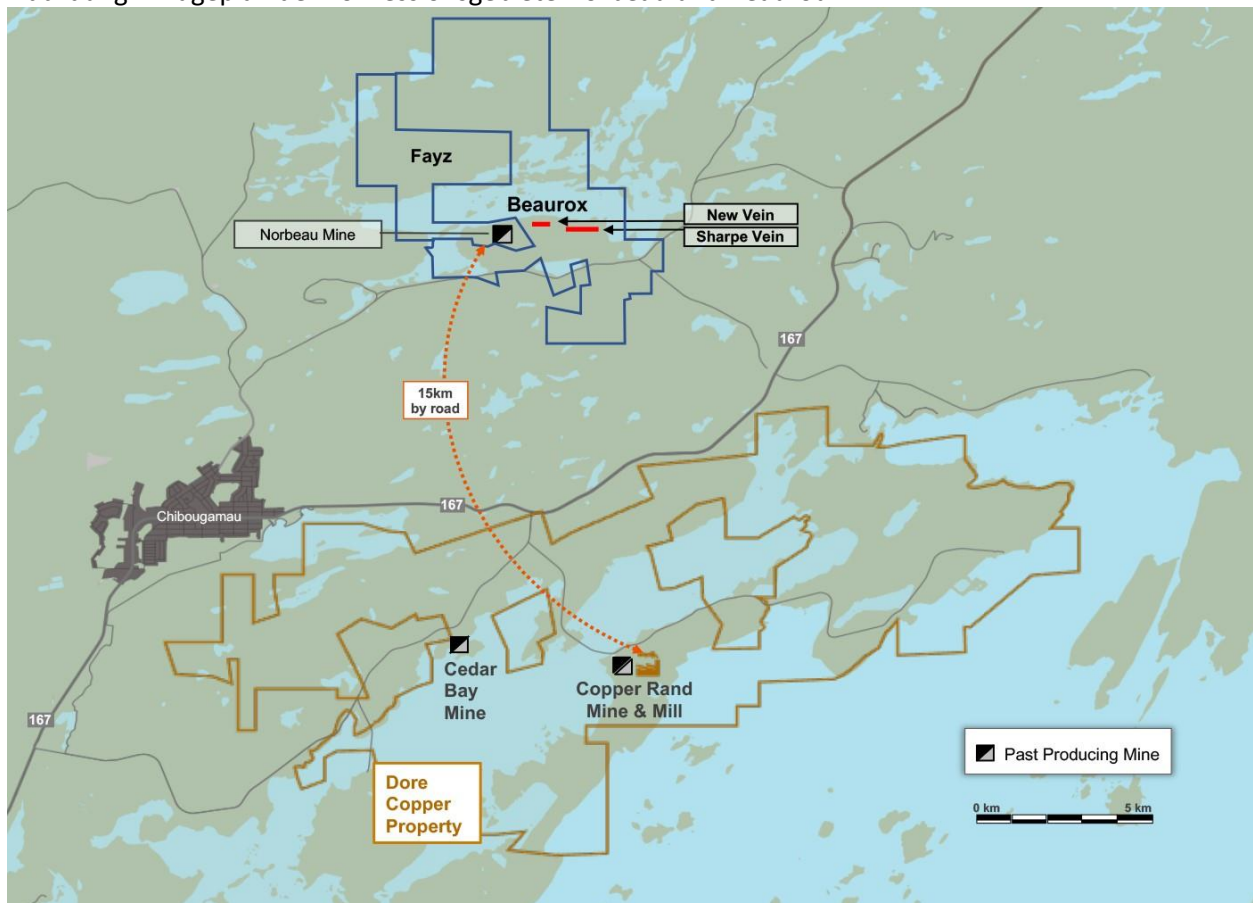 Fayz
Beaurox
New Vein
Norbeau Mine
Sharpe Vein
167
15km
by road
167
Chibougamau
Cedar
Bay
Mine
Copper Rand
Mine & Mill
167
Past Producing Mine
Dore
Copper
Property
0 km
5 km